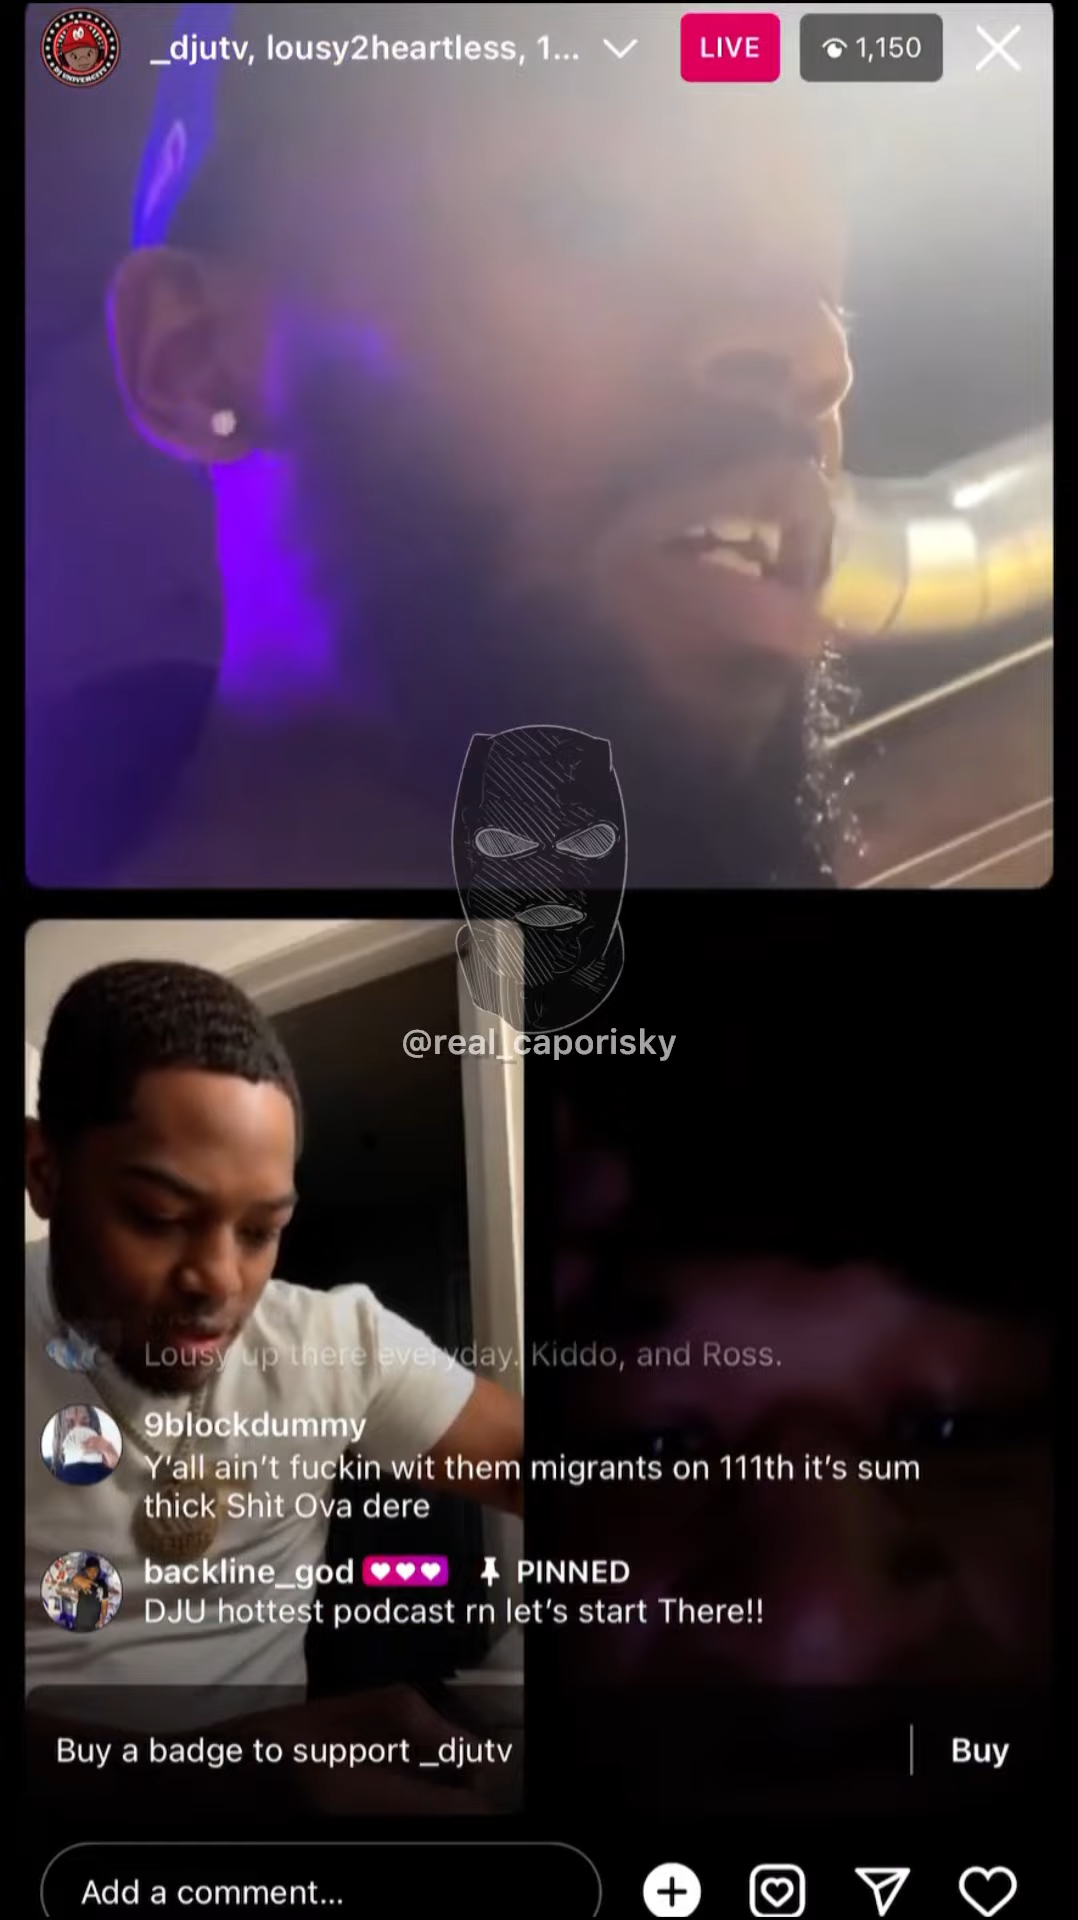 _djutv, lousy2heartless, 1...
LIVE
1,150
@real_caporisky
Lousy up there everyday. Kiddo, and Ross.
9blockdummy
Y'all ain't fuckin wit them migrants on 111th it's sum
thick Shìt Ova dere
backline_god PINNED
DJU hottest podcast rn let's start There!!
Buy a badge to support _djutv
Buy
Add a comment...